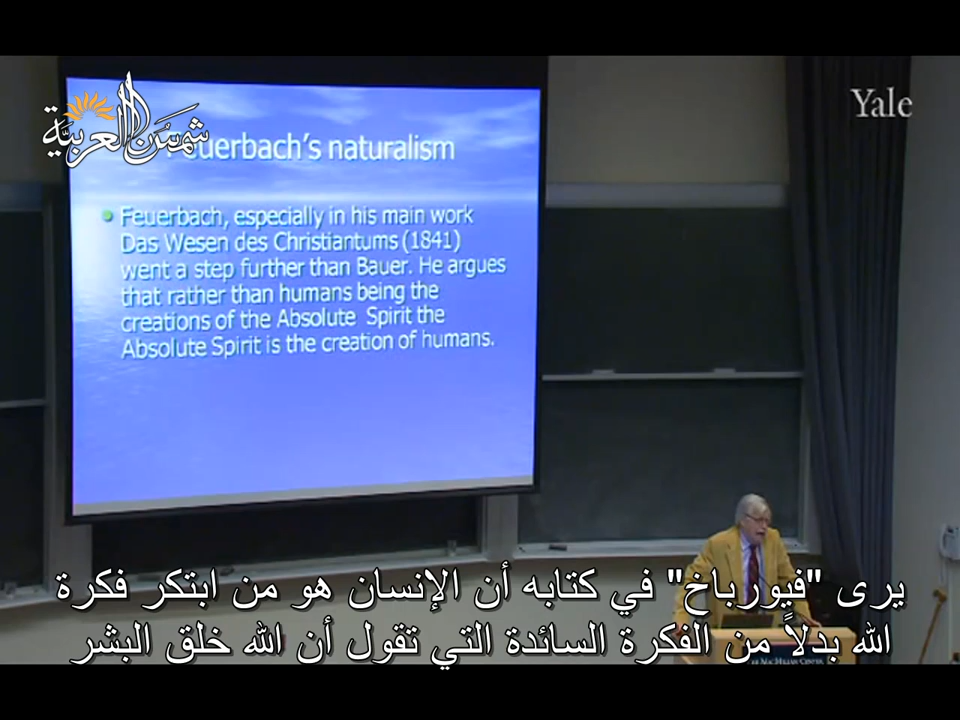 شمس العربية
Yale
Feuerbach's naturalism
Feuerbach, especially in his main work
Das Wesen des Christiantums (1841)
went a step further than Bauer. He argues
that rather than humans being the
creations of the Absolute Spirit the
Absolute Spirit is the creation of humans.
يرى "فيورباخ" في كتابه أن الإنسان هو من ابتكر فكرة
الله بدلاً من الفكرة السائدة التي تقول أن الله خلق البشر
MACMILLAN CENTER